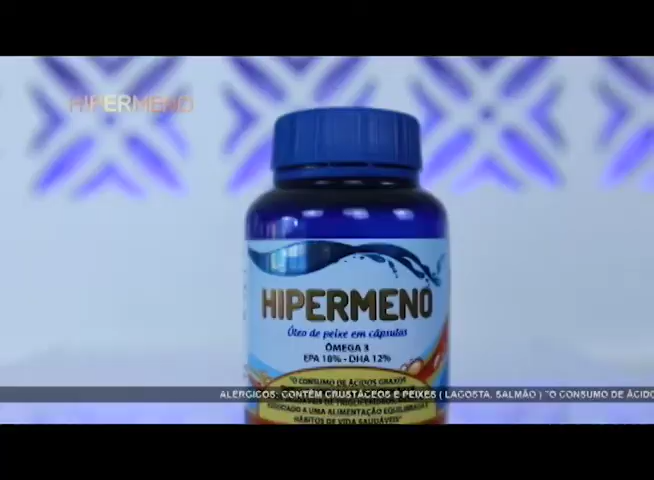 HIPERMENO
HIPERMENO
Óleo de peixe em cápsulas
ÔMEGA 3
EPA 18% - DHA 12%
"O CONSUMO DE ÁCIDOS GRAXOS
ALÉRGICOS: CONTÉM CRUSTÁCEOS E PEIXES ( LAGOSTA, SALMÃO ) "O CONSUMO DE ÁCIDO
ASSOCIADO A UMA ALIMENTAÇÃO EQUILIBRADA E
HÁBITOS DE VIDA SAUDÁVEIS"